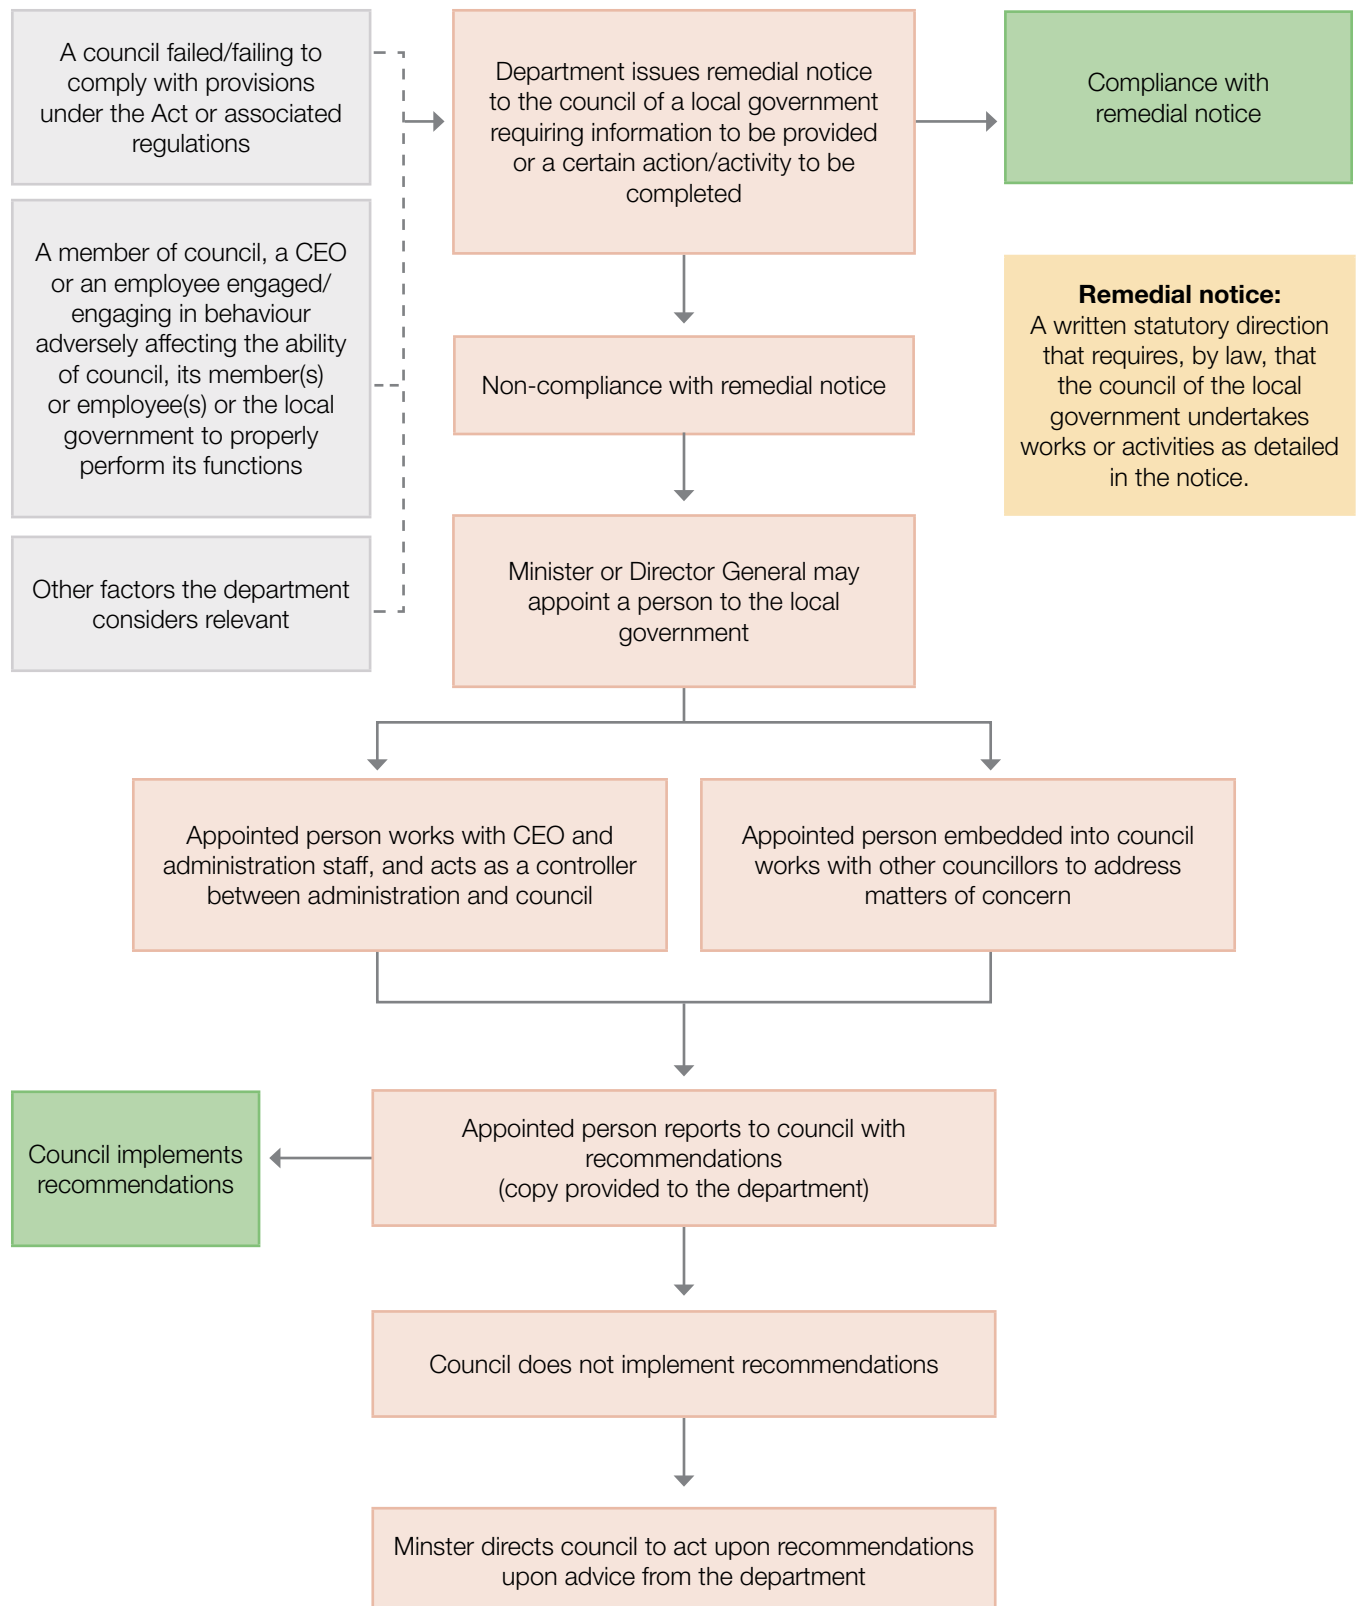 A council failed/failing to
comply with provisions
under the Act or associated
regulations
Department issues remedial notice
to the council of a local government
requiring information to be provided
or a certain action/activity to be
completed
Compliance with
remedial notice
A member of council, a CEO
or an employee engaged/
engaging in behaviour
adversely affecting the ability
of council, its member(s)
or employee(s) or the local
government to properly
perform its functions
Remedial notice:
A written statutory direction
that requires, by law, that
the council of the local
government undertakes
works or activities as detailed
in the notice.
Non-compliance with remedial notice
Other factors the department
considers relevant
Minister or Director General may
appoint a person to the local
government
Appointed person works with CEO and
administration staff, and acts as a controller
between administration and council
Appointed person embedded into council
works with other councillors to address
matters of concern
Appointed person reports to council with
recommendations
(copy provided to the department)
Council implements
recommendations
Council does not implement recommendations
Minster directs council to act upon recommendations
upon advice from the department